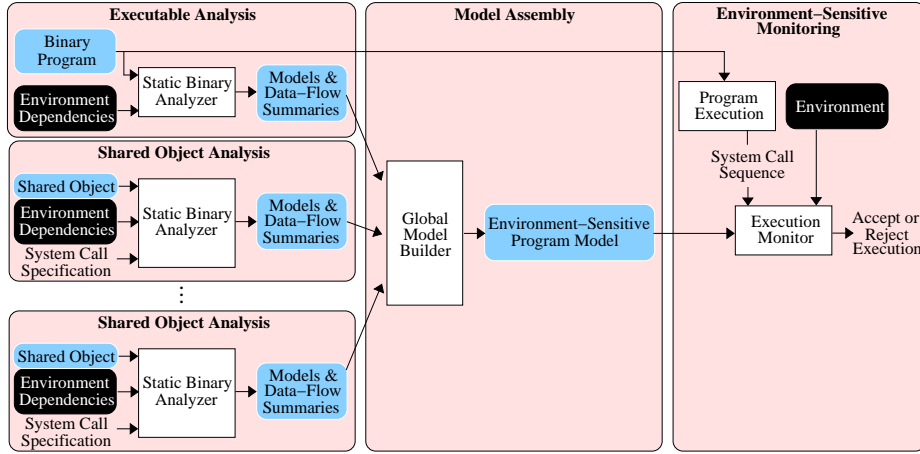 Executable Analysis
Binary
Program
Environment
Dependencies
Static Binary
Analyzer
Models &
Data–Flow
Summaries
Shared Object Analysis
Shared Object
Environment
Dependencies
System Call
Specification
Static Binary
Analyzer
Models &
Data–Flow
Summaries
...
Shared Object Analysis
Shared Object
Environment
Dependencies
System Call
Specification
Static Binary
Analyzer
Models &
Data–Flow
Summaries
Model Assembly
Global
Model
Builder
Environment–Sensitive
Program Model
Environment–Sensitive
Monitoring
Program
Execution
Environment
System Call
Sequence
Execution
Monitor
Accept or
Reject
Execution